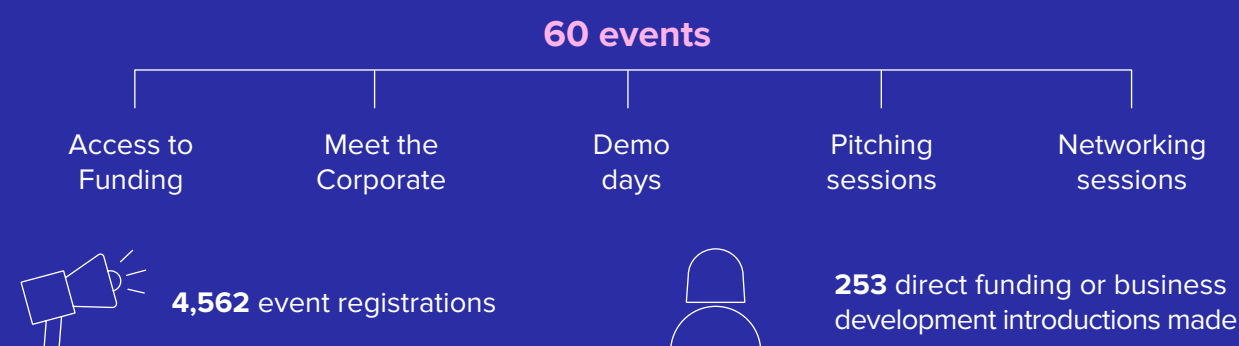 60 events
Access to
Funding
Meet the
Corporate
Demo
days
Pitching
sessions
Networking
sessions
4,562 event registrations
253 direct funding or business
development introductions made